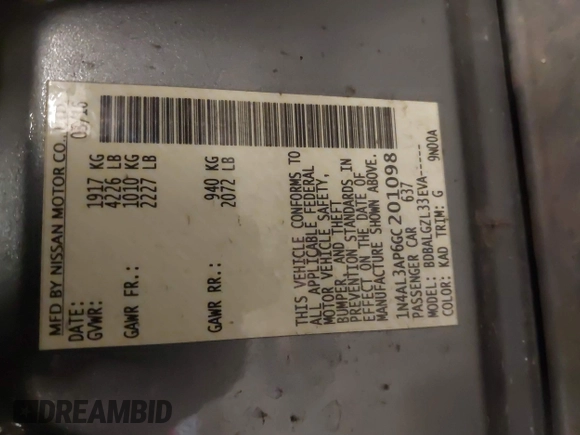 MFD BY NISSAN MOTOR CO., LTD.
DATE: 03/16
GVWR: 1917 KG
4226 LB
GAWR FR.: 1010 KG
2227 LB
GAWR RR.: 940 KG
2072 LB
THIS VEHICLE CONFORMS TO
ALL APPLICABLE FEDERAL
MOTOR VEHICLE SAFETY,
BUMPER, AND THEFT
PREVENTION STANDARDS IN
EFFECT ON THE DATE OF
MANUFACTURE SHOWN ABOVE.
1N4AL3AP6GC201098
PASSENGER CAR 637
MODEL: BDBALGZL33EVA-----
COLOR: KAD TRIM: G 9N00A
DREAMBID